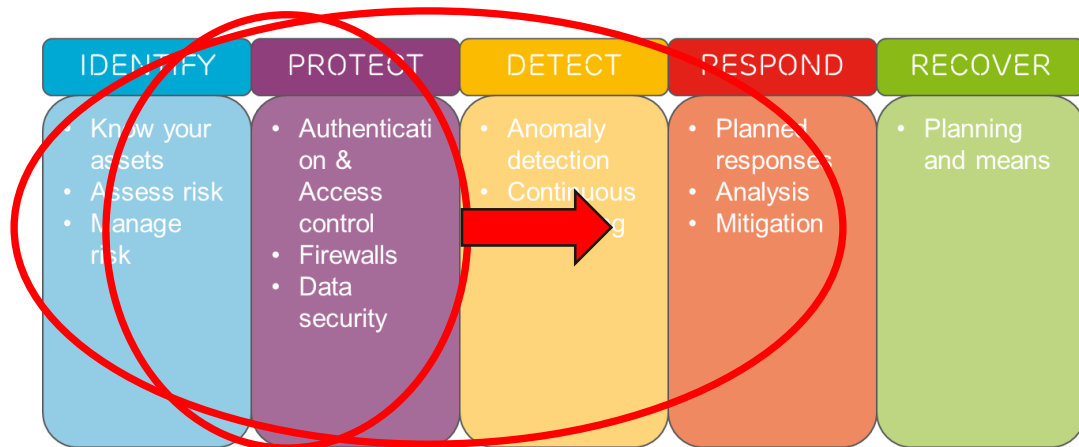 IDENTIFY
PROTECT
DETECT
RESPOND
RECOVER
• Know your
assets
• Assess risk
• Manage
risk
• Authenticati
on &
Access
control
• Firewalls
• Data
security
• Anomaly
detection
• Continuous
• Planned
responses
• Analysis
• Mitigation
• Planning
and means